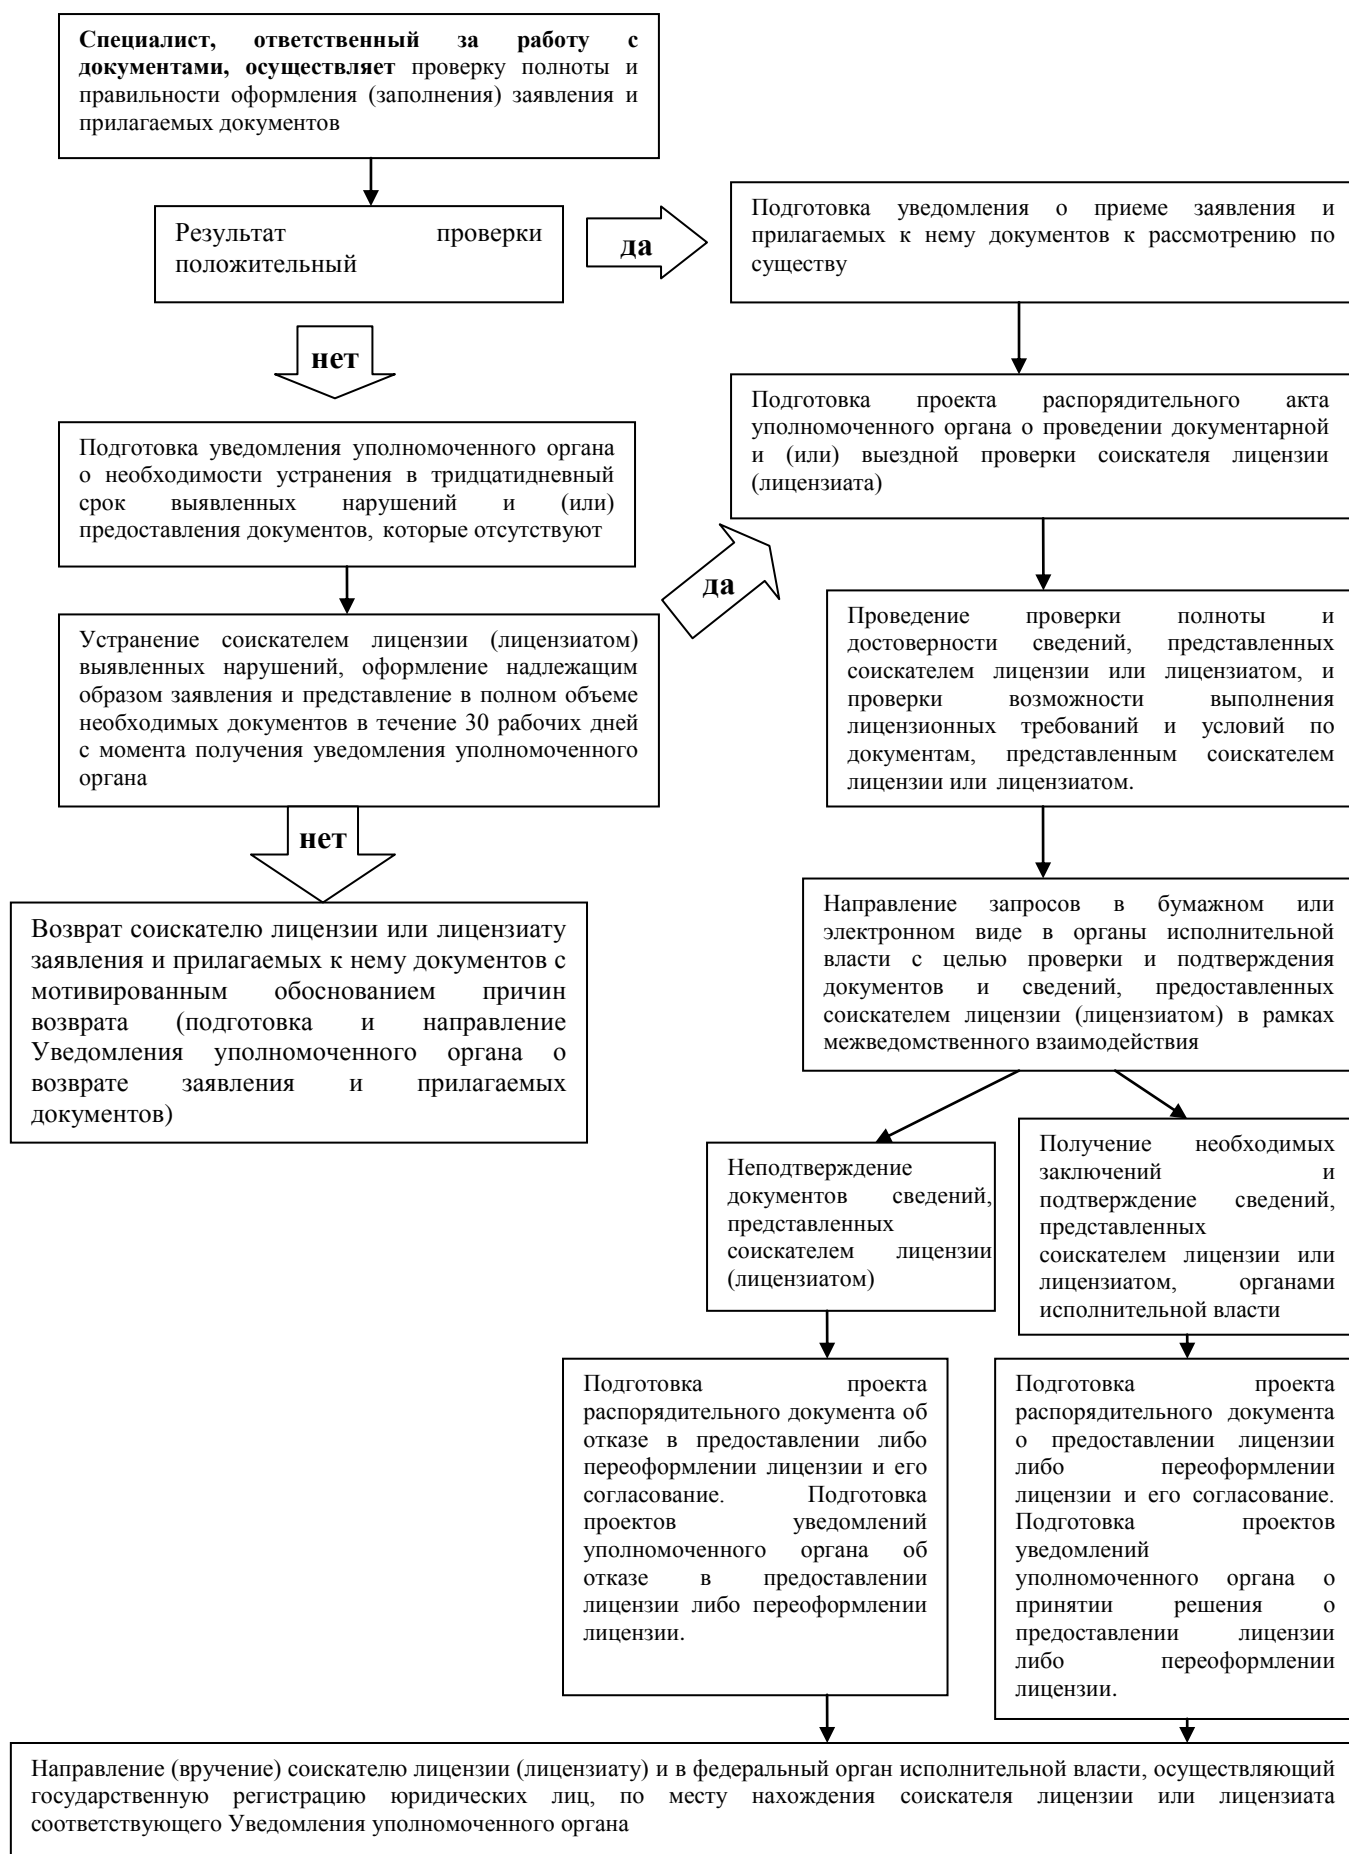 Специалист, ответственный за работу с
документами, осуществляет проверку полноты и
правильности оформления (заполнения) заявления и
прилагаемых документов
Результат проверки
положительный
да
Подготовка уведомления о приеме заявления и
прилагаемых к нему документов к рассмотрению по
существу
нет
Подготовка проекта распорядительного акта
уполномоченного органа о проведении документарной
и (или) выездной проверки соискателя лицензии
(лицензиата)
Подготовка уведомления уполномоченного органа
о необходимости устранения в тридцатидневный
срок выявленных нарушений и (или)
предоставления документов, которые отсутствуют
да
Устранение соискателем лицензии (лицензиатом)
выявленных нарушений, оформление надлежащим
образом заявления и представление в полном объеме
необходимых документов в течение 30 рабочих дней
с момента получения уведомления уполномоченного
органа
Проведение проверки полноты и
достоверности сведений, представленных
соискателем лицензии или лицензиатом, и
проверки возможности выполнения
лицензионных требований и условий по
документам, представленным соискателем
лицензии или лицензиатом.
нет
Возврат соискателю лицензии или лицензиату
заявления и прилагаемых к нему документов с
мотивированным обоснованием причин
возврата (подготовка и направление
Уведомления уполномоченного органа о
возврате заявления и прилагаемых
документов)
Направление запросов в бумажном или
электронном виде в органы исполнительной
власти с целью проверки и подтверждения
документов и сведений, предоставленных
соискателем лицензии (лицензиатом) в рамках
межведомственного взаимодействия
Неподтверждение
документов сведений,
представленных
соискателем лицензии
(лицензиатом)
Получение необходимых
заключений и
подтверждение сведений,
представленных
соискателем лицензии или
лицензиатом, органами
исполнительной власти
Подготовка проекта
распорядительного документа об
отказе в предоставлении либо
переоформлении лицензии и его
согласование. Подготовка
проектов уведомлений
уполномоченного органа об
отказе в предоставлении
лицензии либо переоформлении
лицензии.
Подготовка проекта
распорядительного документа
о предоставлении лицензии
либо переоформлении
лицензии и его согласование.
Подготовка проектов
уведомлений
уполномоченного органа о
принятии решения о
предоставлении лицензии
либо переоформлении
лицензии.
Направление (вручение) соискателю лицензии (лицензиату) и в федеральный орган исполнительной власти, осуществляющий
государственную регистрацию юридических лиц, по месту нахождения соискателя лицензии или лицензиата
соответствующего Уведомления уполномоченного органа